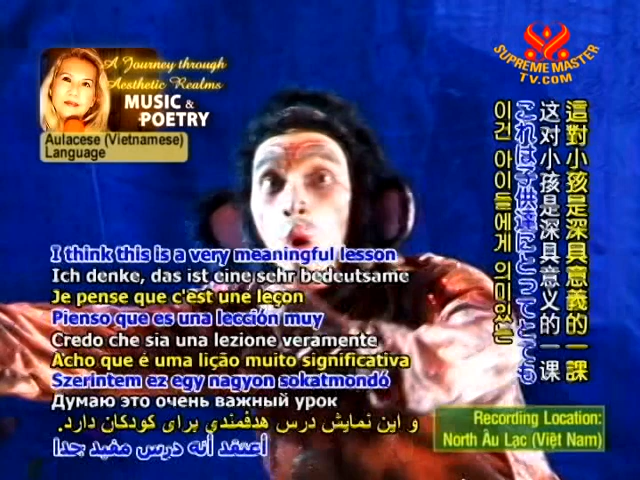 A Journey through
Aesthetic Realms
MUSIC &
POETRY
Aulacese (Vietnamese)
Language
SUPREME MASTER
TV.COM
這對小孩是深具意義的一課
这对小孩是深具意义的一课
これは子供達にとってとても
이건 아이들에게 의미있는
I think this is a very meaningful lesson
Ich denke, das ist eine sehr bedeutsame
Je pense que c'est une leçon
Pienso que es una lección muy
Credo che sia una lezione veramente
Acho que é uma lição muito significativa
Szerintem ez egy nagyon sokatmondó
Думаю это очень важный урок
و این نمایش درس هدفمندی برای کودکان دارد.
أعتقد أنه درس مفيد جدا
Recording Location:
North Âu Lạc (Việt Nam)